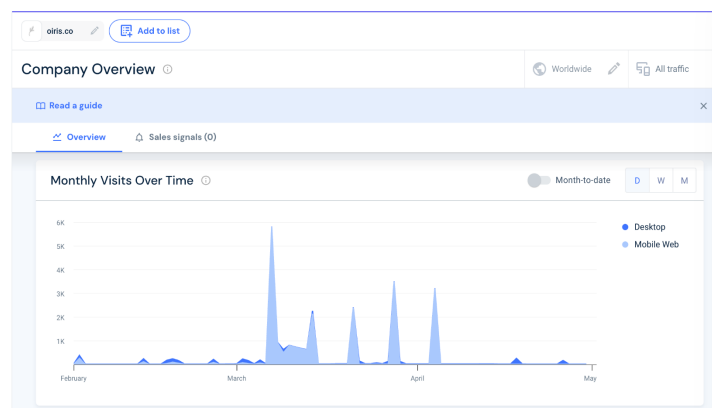 oiris.co
Add to list
Company Overview
Worldwide
All traffic
Read a guide
Overview
Sales signals (0)
Monthly Visits Over Time
Month-to-date
D W M
6K
5K
4K
3K
2K
1K
Desktop
Mobile Web
February March April May